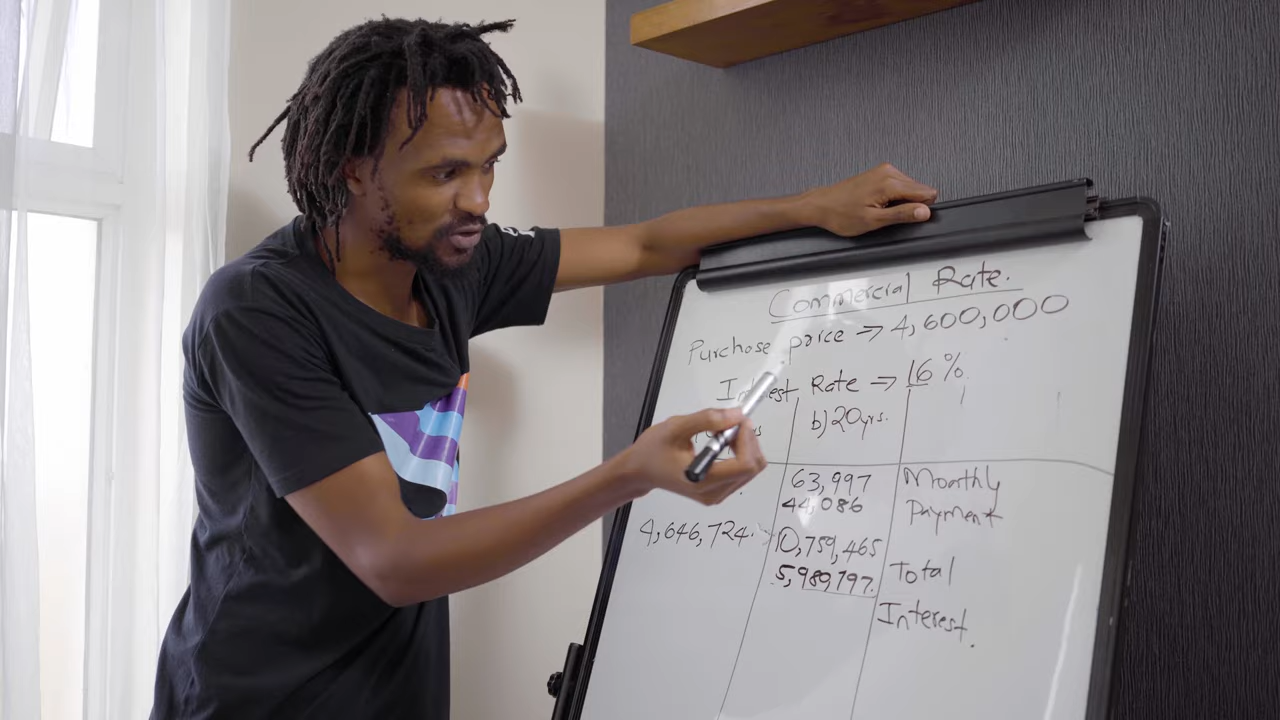 Commercial Rate.
Purchase price → 4,600,000
Interest Rate → 16%
b) 20yrs.
63,997
44,086
Monthly
Payment
4,646,724.
10,759,465
5,989,797.
Total
Interest.